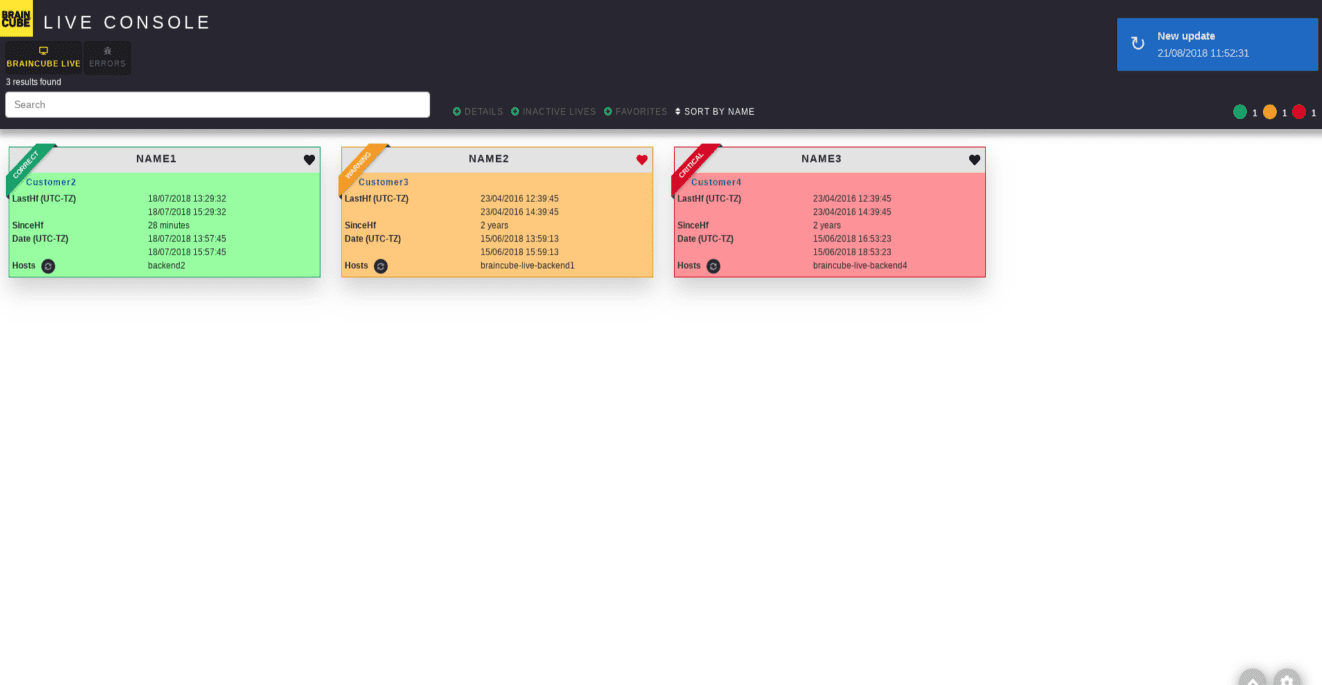 BRAIN
CUBE
LIVE CONSOLE
New update
21/08/2018 11:52:31
BRAINCUBE LIVE
ERRORS
3 results found
Search
DETAILS
INACTIVE LIVES
FAVORITES
SORT BY NAME
1
1
1
CORRECT
NAME1
Customer2
LastHf (UTC-TZ) 18/07/2018 13:29:32
18/07/2018 15:29:32
SinceHf 28 minutes
Date (UTC-TZ) 18/07/2018 13:57:45
18/07/2018 15:57:45
Hosts backend2
WARNING
NAME2
Customer3
LastHf (UTC-TZ) 23/04/2016 12:39:45
23/04/2016 14:39:45
SinceHf 2 years
Date (UTC-TZ) 15/06/2018 13:59:13
15/06/2018 15:59:13
Hosts braincube-live-backend1
CRITICAL
NAME3
Customer4
LastHf (UTC-TZ) 23/04/2016 12:39:45
23/04/2016 14:39:45
SinceHf 2 years
Date (UTC-TZ) 15/06/2018 16:53:23
15/06/2018 18:53:23
Hosts braincube-live-backend4